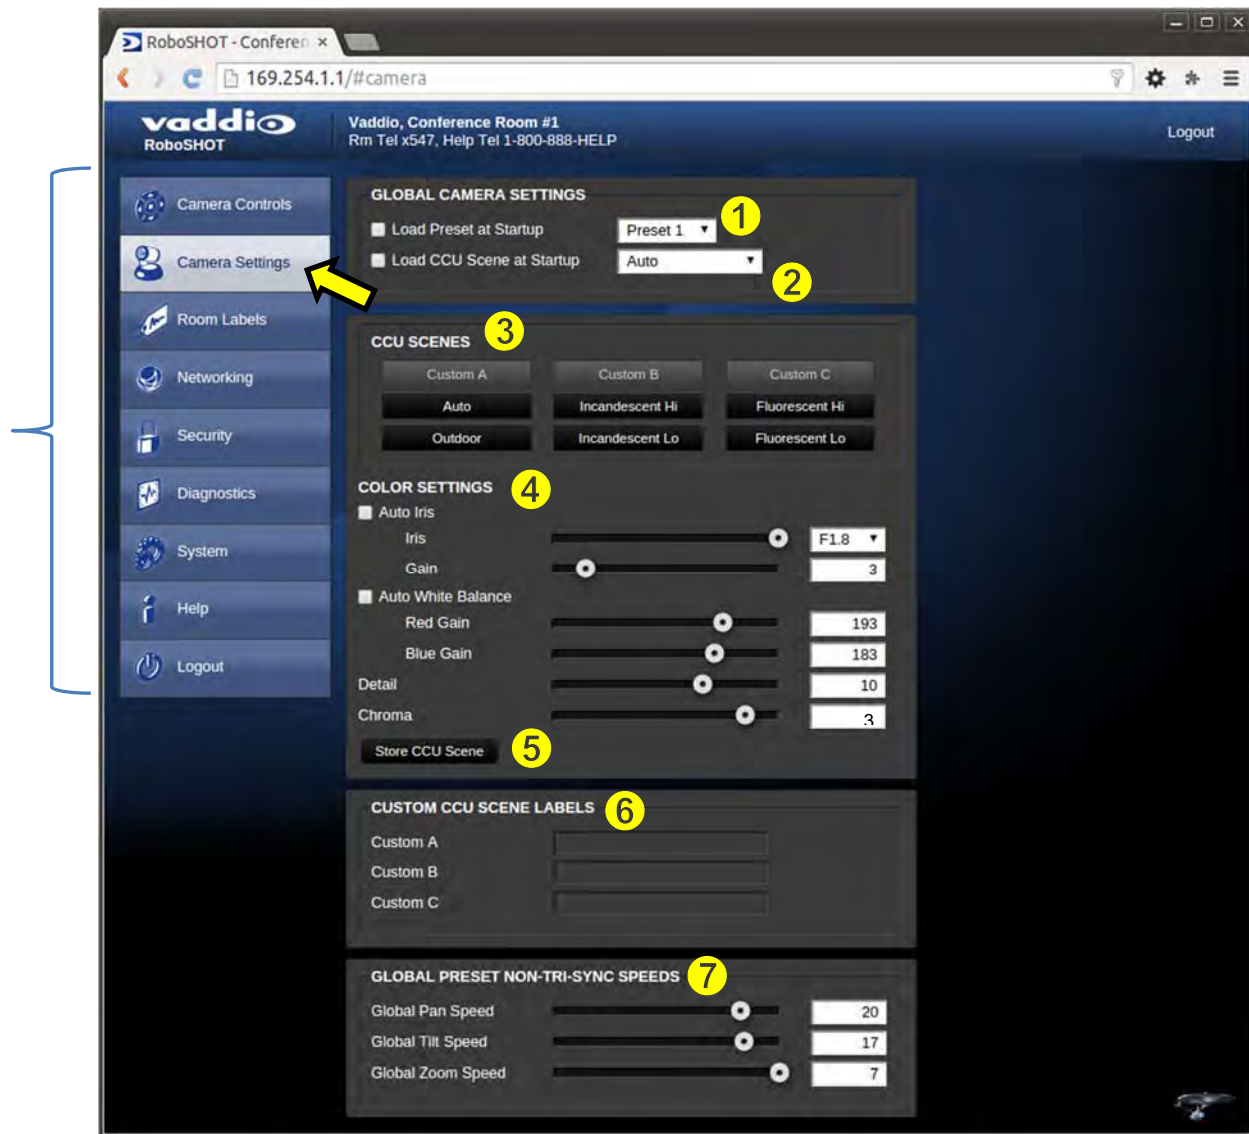 RoboSHOT - Conferen ×
169.254.1.1/#camera
vaddio
RoboSHOT
Vaddio, Conference Room #1
Rm Tel x547, Help Tel 1-800-888-HELP
Logout
Camera Controls
Camera Settings
Room Labels
Networking
Security
Diagnostics
System
Help
Logout
GLOBAL CAMERA SETTINGS
1
Load Preset at Startup Preset 1
Load CCU Scene at Startup Auto
2
CCU SCENES 3
Custom A Custom B Custom C
Auto Incandescent Hi Fluorescent Hi
Outdoor Incandescent Lo Fluorescent Lo
COLOR SETTINGS 4
Auto Iris
Iris F1.8
Gain 3
Auto White Balance
Red Gain 193
Blue Gain 183
Detail 10
Chroma 3
Store CCU Scene 5
CUSTOM CCU SCENE LABELS 6
Custom A
Custom B
Custom C
GLOBAL PRESET NON-TRI-SYNC SPEEDS 7
Global Pan Speed 20
Global Tilt Speed 17
Global Zoom Speed 7